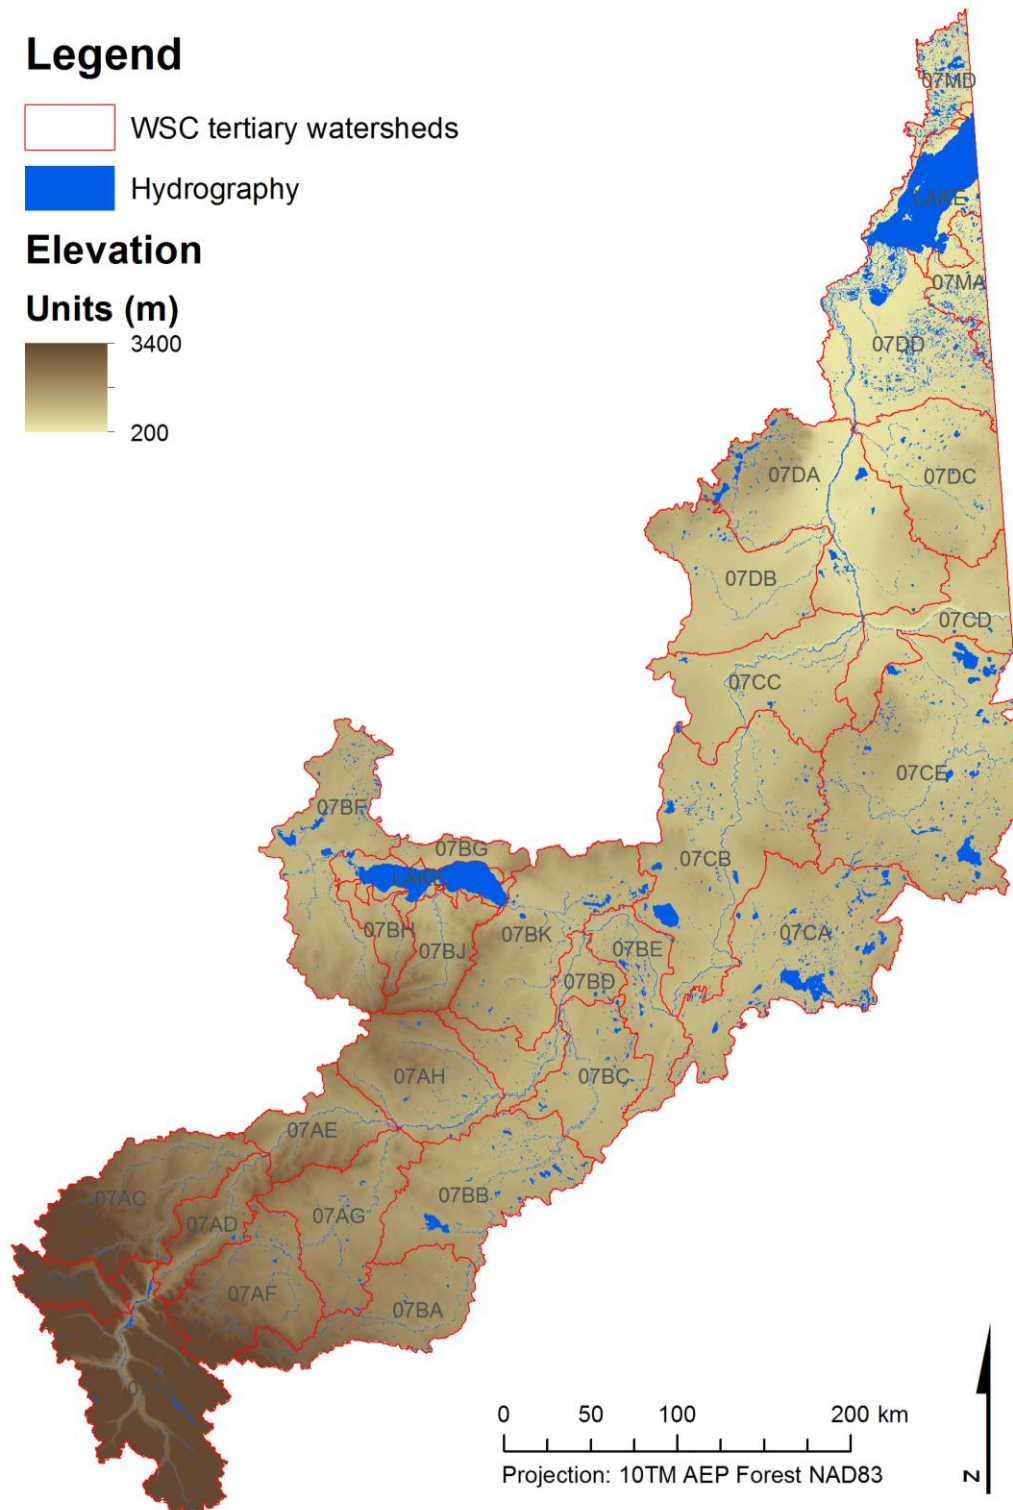 Legend
WSC tertiary watersheds
Hydrography
Elevation
Units (m)
3400
200
07MD
LAKE
07MA
07DD
07DA
07DC
07DB
07CD
07CC
07CE
07BF
07BG
LAKE
07CB
07BH
07BJ
07BK
07BE
07CA
07BD
07AH
07BC
07AE
07AC
07AD
07AG
07BB
07AF
07BA
0 50 100 200 km
Projection: 10TM AEP Forest NAD83
N